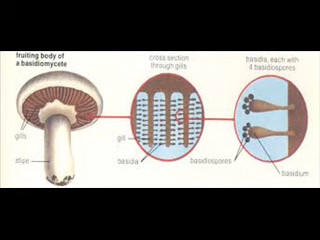 fruiting body of
a basidiomycete
cross section
through gills
basidia, each with
4 basidiospores
gills
stipe
gill
basidia
basidiospores
basidium